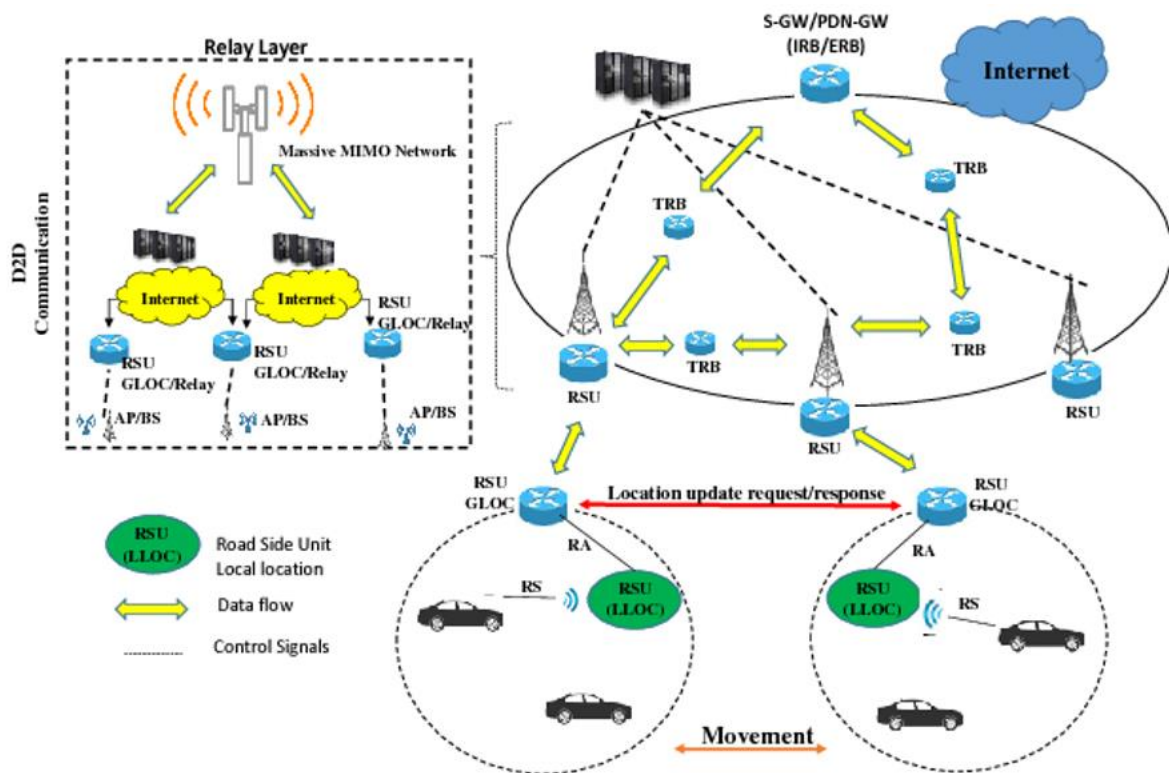 Relay Layer
Massive MIMO Network
D2D
Communication
Internet
Internet
RSU
GLOC/Relay
RSU
GLOC/Relay
RSU
GLOC/Relay
AP/BS
AP/BS
AP/BS
S-GW/PDN-GW
(IRB/ERB)
Internet
TRB
TRB
TRB
TRB
RSU
RSU
RSU
RSU
GLOC
Location update request/response
RSU
GLOC
RA
RA
RS
RSU
(LLOC)
RSU
(LLOC)
RS
RSU
(LLOC)
Road Side Unit
Local location
Data flow
Control Signals
Movement